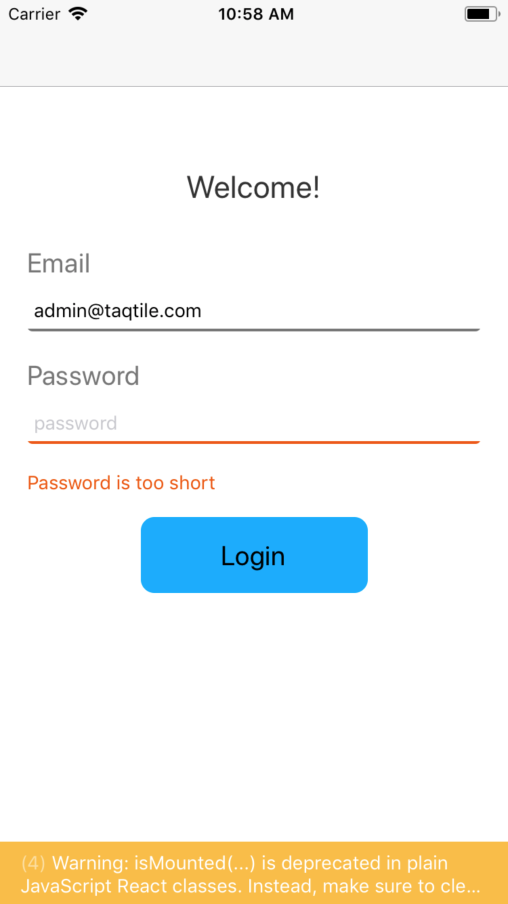 Carrier 10:58 AM
Welcome!
Email
admin@taqtile.com
Password
password
Password is too short
Login
(4) Warning: isMounted(...) is deprecated in plain
JavaScript React classes. Instead, make sure to cle...